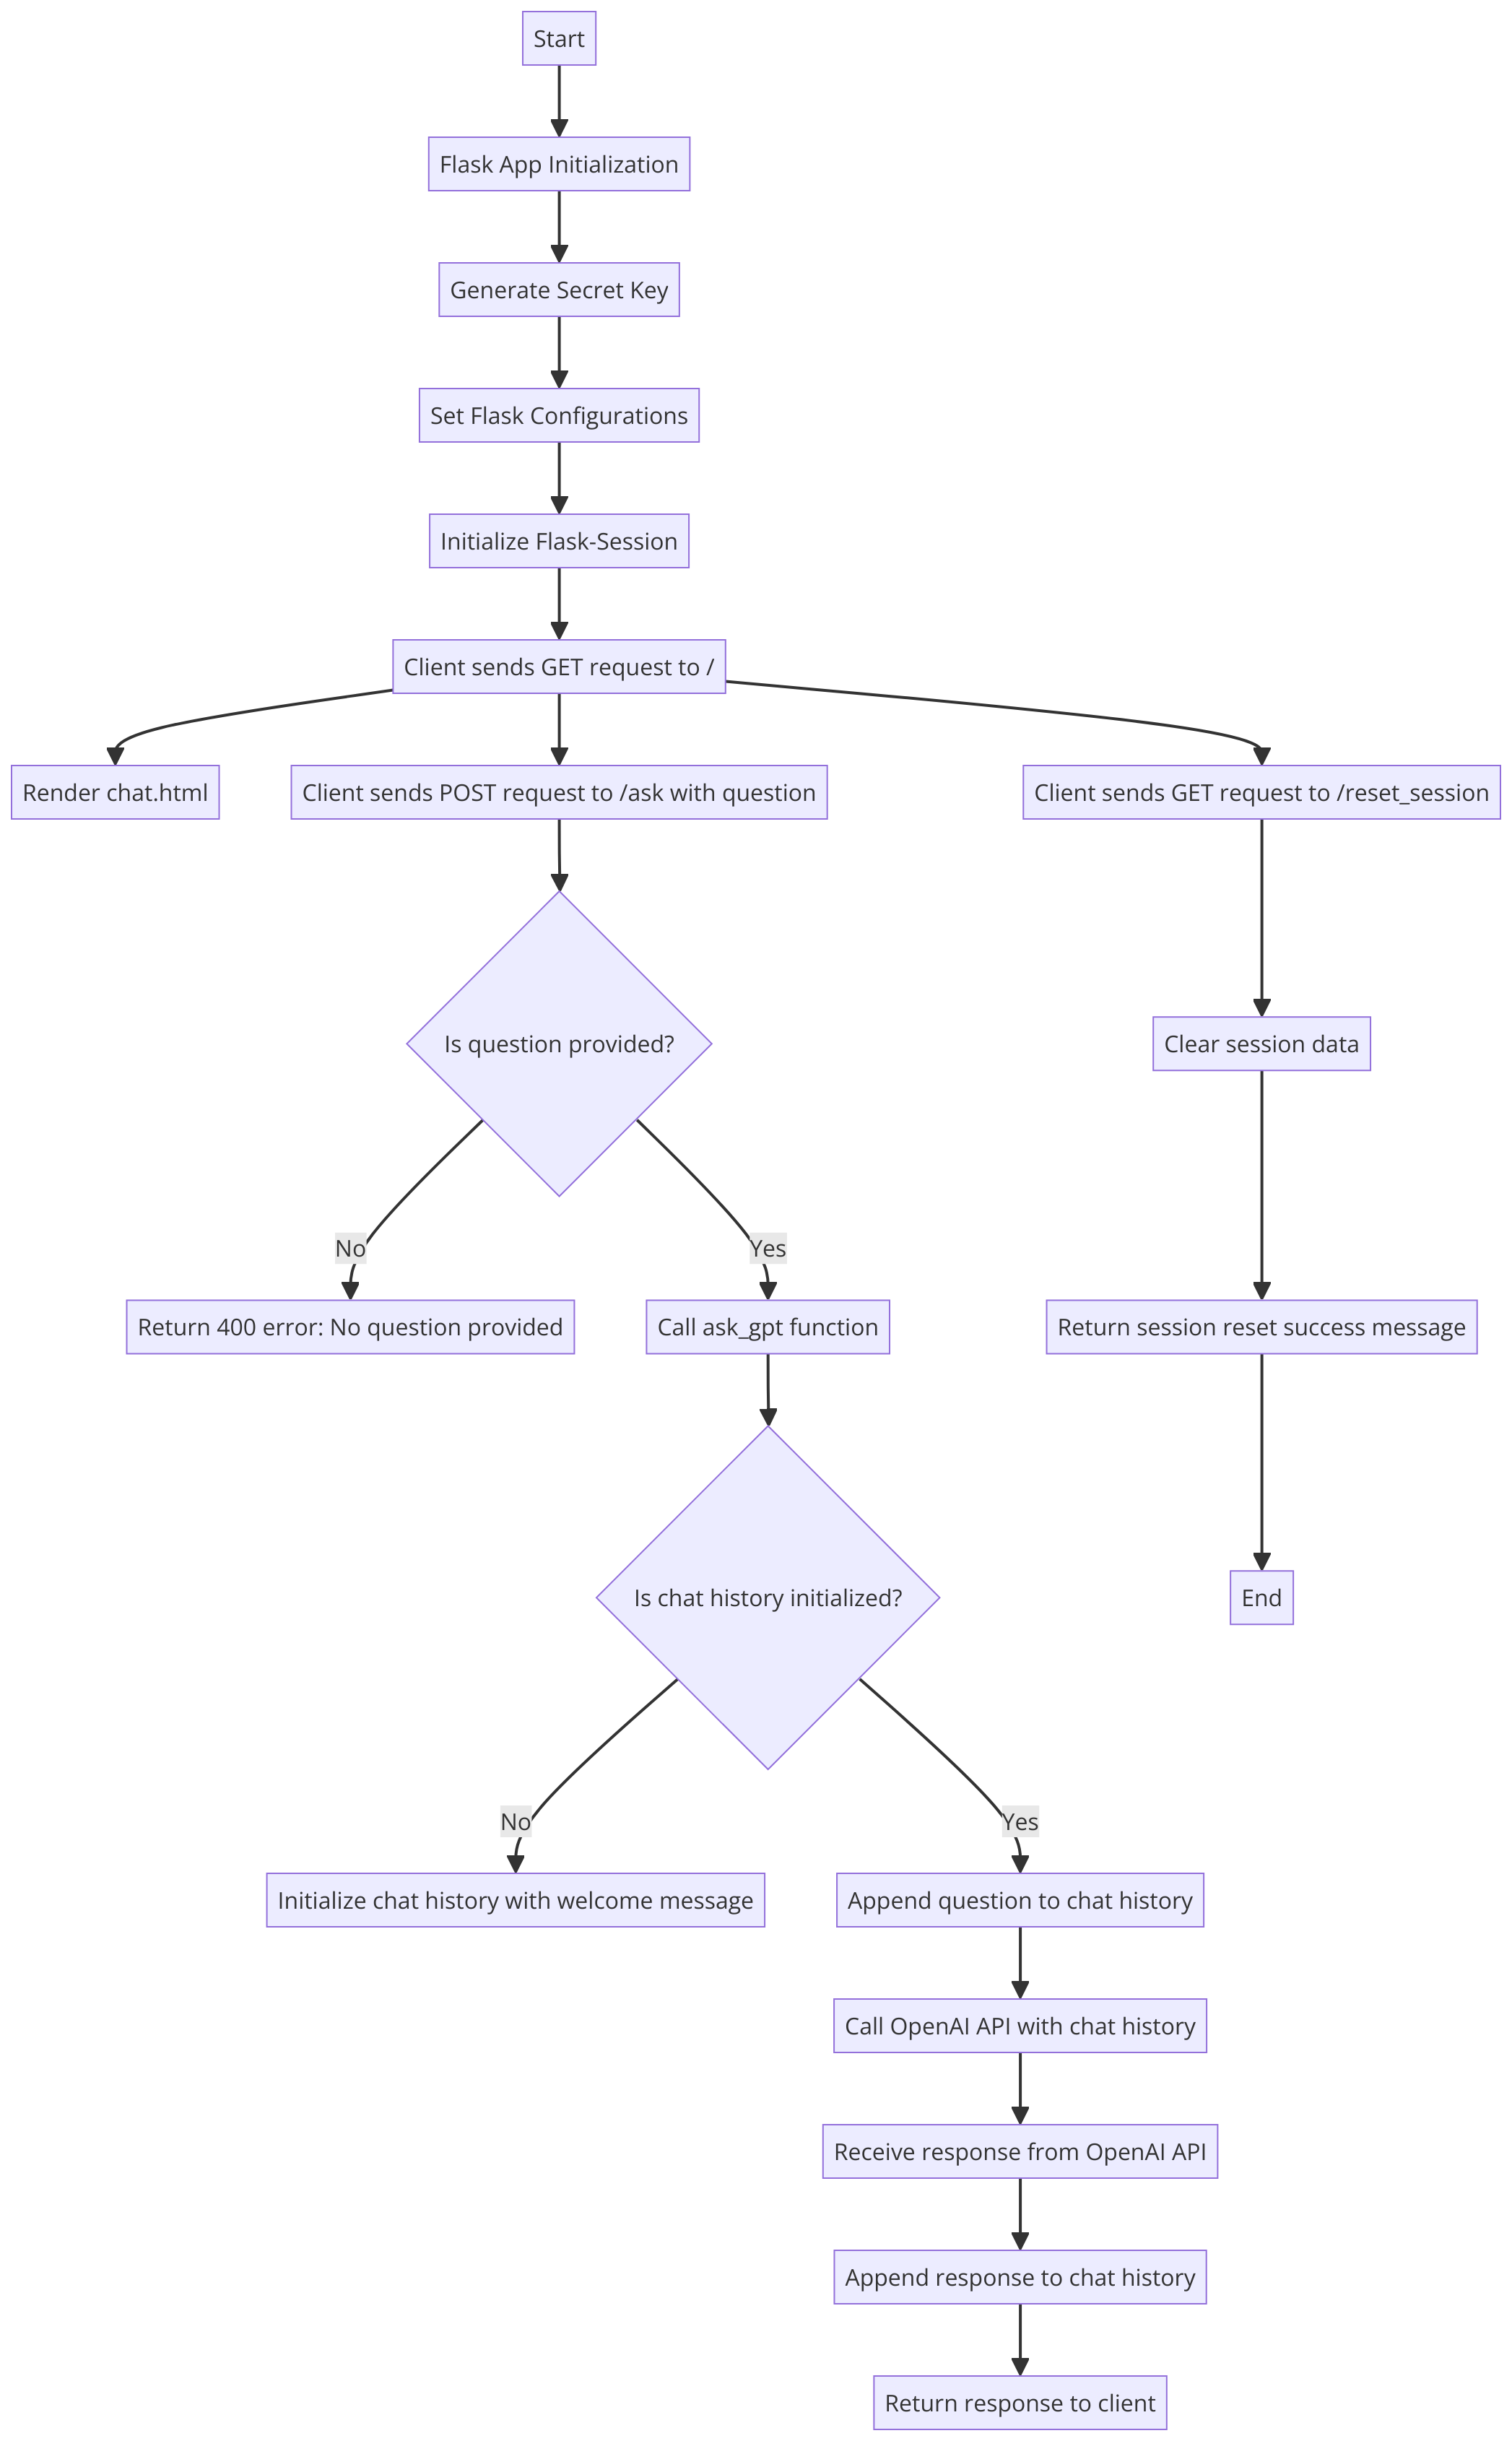 Start
Flask App Initialization
Generate Secret Key
Set Flask Configurations
Initialize Flask-Session
Client sends GET request to /
Render chat.html
Client sends POST request to /ask with question
Client sends GET request to /reset_session
Is question provided?
Clear session data
No
Yes
Return 400 error: No question provided
Call ask_gpt function
Return session reset success message
Is chat history initialized?
End
No
Yes
Initialize chat history with welcome message
Append question to chat history
Call OpenAI API with chat history
Receive response from OpenAI API
Append response to chat history
Return response to client